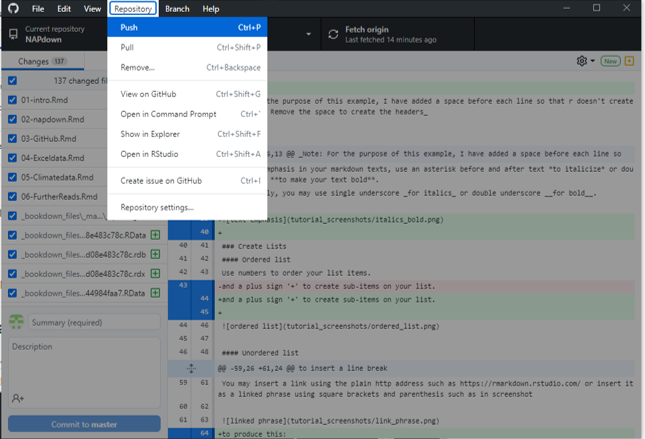 File Edit View Repository Branch Help
Current repository
NAPdown
Fetch origin
Last fetched 14 minutes ago
Push Ctrl+P
Pull Ctrl+Shift+P
Remove... Ctrl+Backspace
View on GitHub Ctrl+Shift+G
Open in Command Prompt Ctrl+`
Show in Explorer Ctrl+Shift+F
Open in RStudio Ctrl+Shift+A
Create issue on GitHub Ctrl+I
Repository settings...
Changes 137
137 changed fil
01-intro.Rmd
02-napdown.Rmd
03-GitHub.Rmd
04-Exceldata.Rmd
05-Climatedata.Rmd
06-FurtherReads.Rmd
_bookdown_files\_ma...
_bookdown_files...8e483c78c.RData
_bookdown_files...d08e483c78c.rdb
_bookdown_files...d08e483c78c.rdx
_bookdown_files...44984faa7.RData
Summary (required)
Description
Commit to master
New
the purpose of this example, I have added a space before each line so that r doesn't create
Remove the space to create the headers_
6,13 @@ _Note: For the purpose of this example, I have added a space before each line so
emphasis in your markdown texts, use an asterisk before and after text *to italicize* or dou
**to make your text bold**.
ly, you may use single underscore _for italics_ or double underscore __for bold__.
![text emphasis](tutorial_screenshots/italics_bold.png)
40 +
40 41 ### Create Lists
41 42 #### Ordered list
42 43 Use numbers to order your list items.
43 -and a plus sign '+' to create sub-items on your list.
44 +and a plus sign '+' to create sub-items on your list.
45 +
44 46 ![ordered list](tutorial_screenshots/ordered_list.png)
45 47
46 48 #### Unordered list
@@ -59,26 +61,24 @@ to insert a line break
59 61 You may insert a link using the plain http address such as https://rmarkdown.rstudio.com/ or insert it
as a linked phrase using square brackets and parenthesis such as in screenshot
60 62
61 63 ![linked phrase](tutorial_screenshots/link_phrase.png)
64 +to produce this: